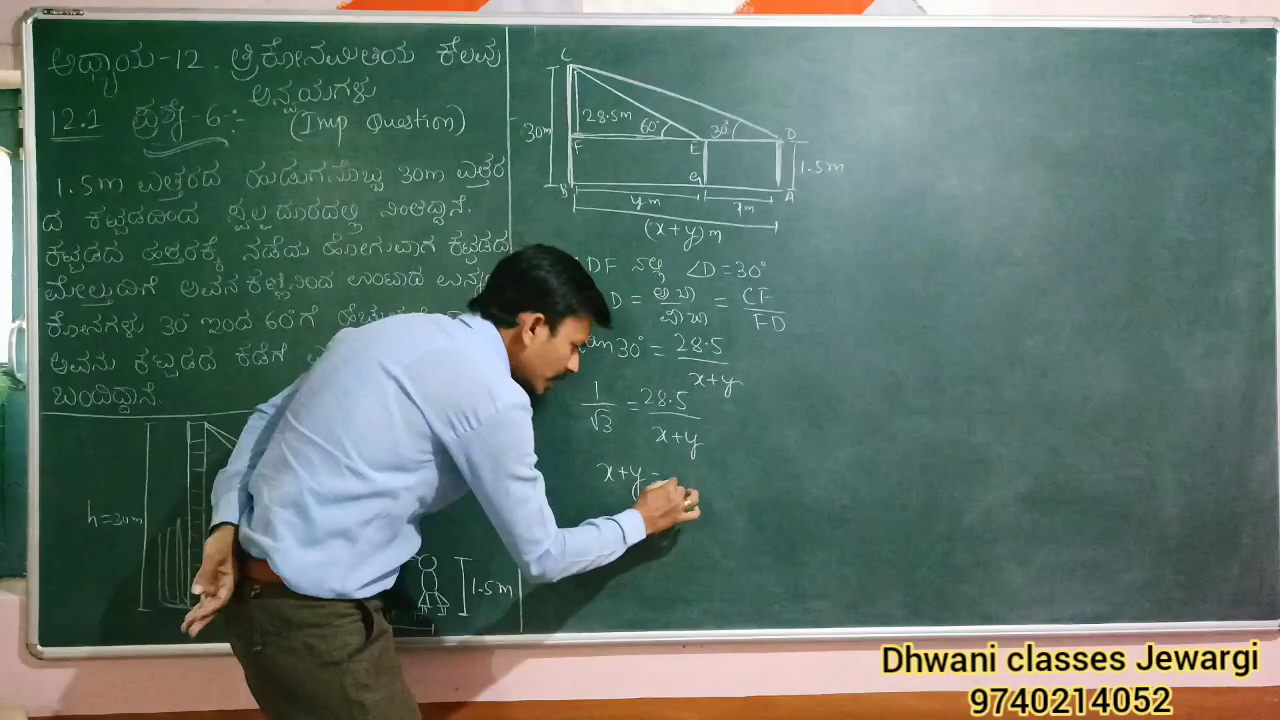 ಅಧ್ಯಾಯ-12. ತ್ರಿಕೋನಮಿತಿಯ ಕೆಲವು
ಅನ್ವಯಗಳು
12.1 ಪ್ರಶ್ನೆ-6-:- (Imp Question)
1.5m ಎತ್ತರದ ಹುಡುಗನೊಬ್ಬ 30m ಎತ್ತರ
ದ ಕಟ್ಟಡದಿಂದ ಸ್ವಲ್ಪ ದೂರದಲ್ಲಿ ನಿಂತಿದ್ದಾನೆ.
ಕಟ್ಟಡದ ಹತ್ತಿರಕ್ಕೆ ನಡೆದು ಹೋಗುವಾಗ ಕಟ್ಟಡದ
ಮೇಲ್ತುದಿಗೆ ಅವನ ಕಣ್ಣಿನಿಂದ ಉಂಟಾದ
ಕೋನಗಳು 30° ಇಂದ 60°ಗೆ
ಅವನು ಕಟ್ಟಡದ ಕಡೆಗೆ
ಬಂದಿದ್ದಾನೆ.
h=30m
1.5m
C
30m
28.5m
60°
30°
F
E
D
1.5m
B
G
A
y m
x m
(x+y) m
DF ನಲ್ಲಿ ∠D=30°
D = ಅ ಬಾ / ಪಾ ಬಾ = CF / FD
tan30° = 28.5 / x+y
1 / √3 = 28.5 / x+y
x+y =
Dhwani classes Jewargi
9740214052